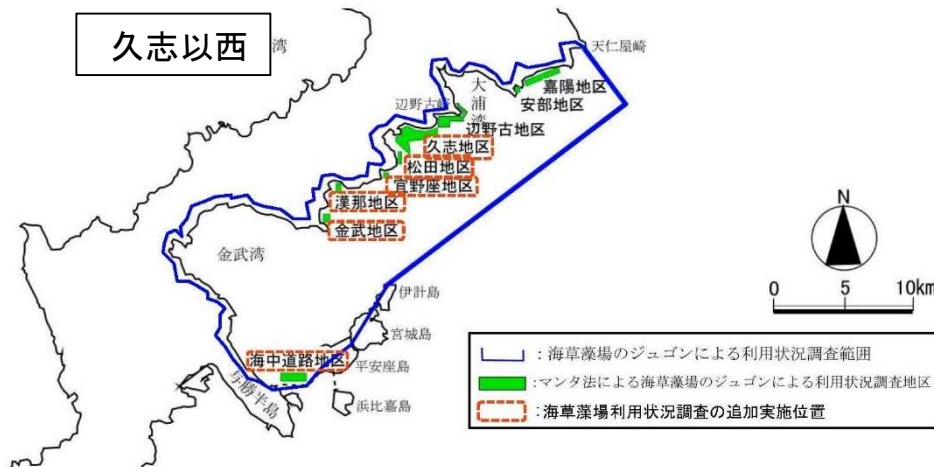 久志以西
湾
天仁屋崎
大浦湾
嘉陽地区
安部地区
辺野古崎
辺野古地区
久志地区
松田地区
宜野座地区
漢那地区
金武地区
金武湾
伊計島
宮城島
海中道路地区
平安座島
与勝半島
浜比嘉島
N
0 5 10km
:海草藻場のジュゴンによる利用状況調査範囲
:マンタ法による海草藻場のジュゴンによる利用状況調査地区
:海草藻場利用状況調査の追加実施位置